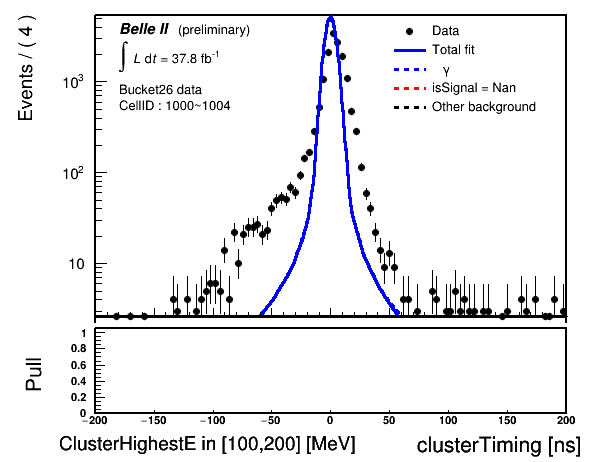 Belle II (preliminary)
∫ L dt = 37.8 fb⁻¹
Bucket26 data
CellID : 1000~1004
Data
Total fit
γ
isSignal = Nan
Other background
Events / ( 4 )
10³
10²
10
Pull
1
0.8
0.6
0.4
0.2
0
−200 −150 −100 −50 0 50 100 150 200
ClusterHighestE in [100,200] [MeV] clusterTiming [ns]